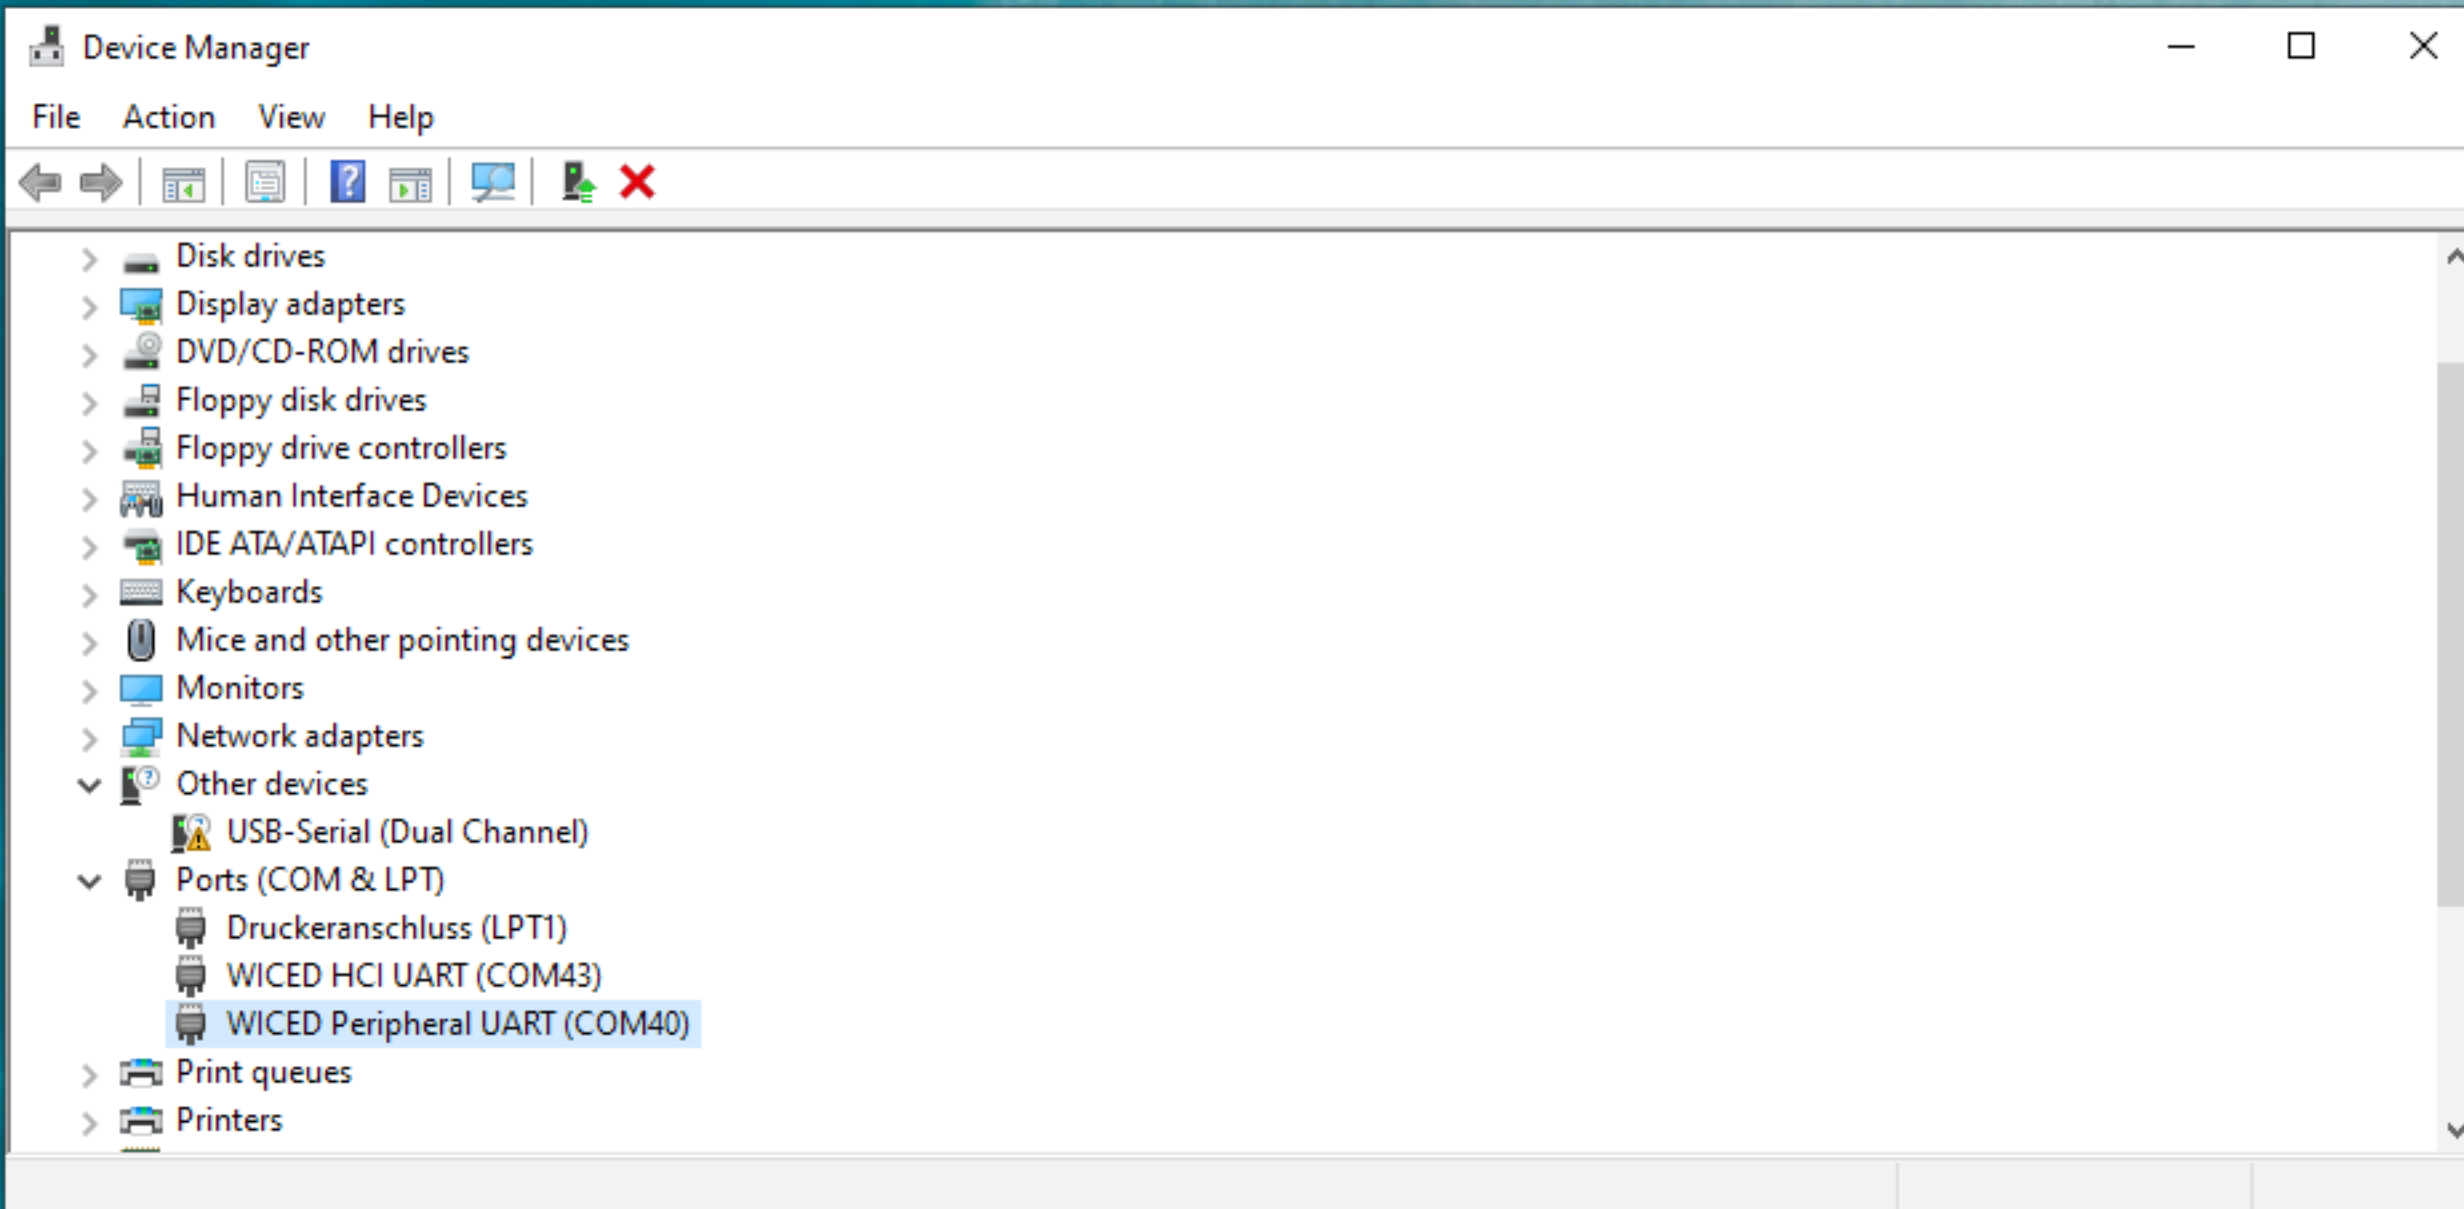 Device Manager
File Action View Help
Disk drives
Display adapters
DVD/CD-ROM drives
Floppy disk drives
Floppy drive controllers
Human Interface Devices
IDE ATA/ATAPI controllers
Keyboards
Mice and other pointing devices
Monitors
Network adapters
Other devices
USB-Serial (Dual Channel)
Ports (COM & LPT)
Druckeranschluss (LPT1)
WICED HCI UART (COM43)
WICED Peripheral UART (COM40)
Print queues
Printers